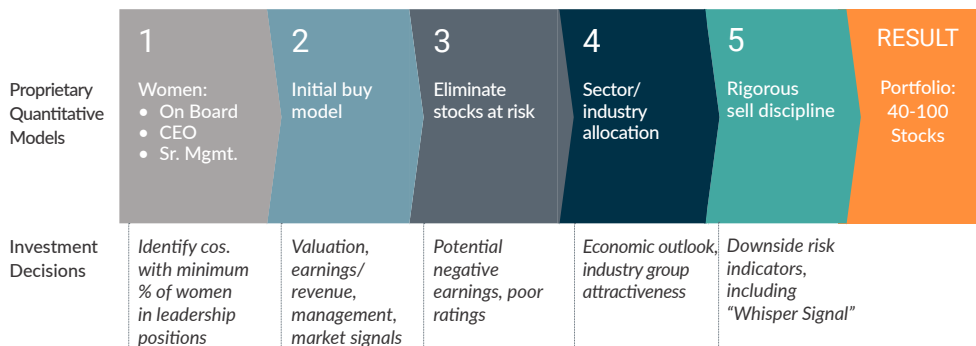 Proprietary
Quantitative
Models
1
Women:
• On Board
• CEO
• Sr. Mgmt.
2
Initial buy
model
3
Eliminate
stocks at risk
4
Sector/
industry
allocation
5
Rigorous
sell discipline
RESULT
Portfolio:
40-100
Stocks
Investment
Decisions
Identify cos.
with minimum
% of women
in leadership
positions
Valuation,
earnings/
revenue,
management,
market signals
Potential
negative
earnings, poor
ratings
Economic outlook,
industry group
attractiveness
Downside risk
indicators,
including
“Whisper Signal”